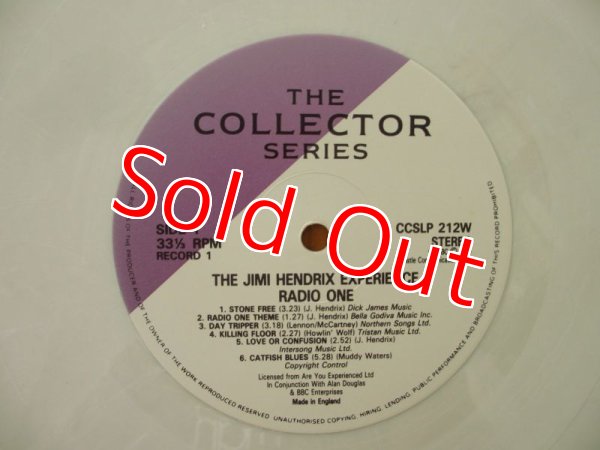 THE
COLLECTOR
SERIES
Sold Out
SIDE
33⅓ RPM
RECORD 1
CCSLP 212W
STEREO
THE JIMI HENDRIX EXPERIENCE
RADIO ONE
1. STONE FREE (3.23) (J. Hendrix) Dick James Music
2. RADIO ONE THEME (1.27) (J. Hendrix) Bella Godiva Music Inc.
3. DAY TRIPPER (3.18) (Lennon/McCartney) Northern Songs Ltd.
4. KILLING FLOOR (2.27) (Howlin' Wolf) Tristan Music Ltd.
5. LOVE OR CONFUSION (2.52) (J. Hendrix)
Intersong Music Ltd.
6. CATFISH BLUES (5.28) (Muddy Waters)
Copyright Control
Licensed from Are You Experienced Ltd
In Conjunction With Alan Douglas
& BBC Enterprises
Made in England
OF THE PRODUCER AND OF THE OWNER OF THE WORK REPRODUCED RESERVED. UNAUTHORISED COPYING, HIRING, LENDING, PUBLIC PERFORMANCE AND BROADCASTING OF THIS RECORD PROHIBITED